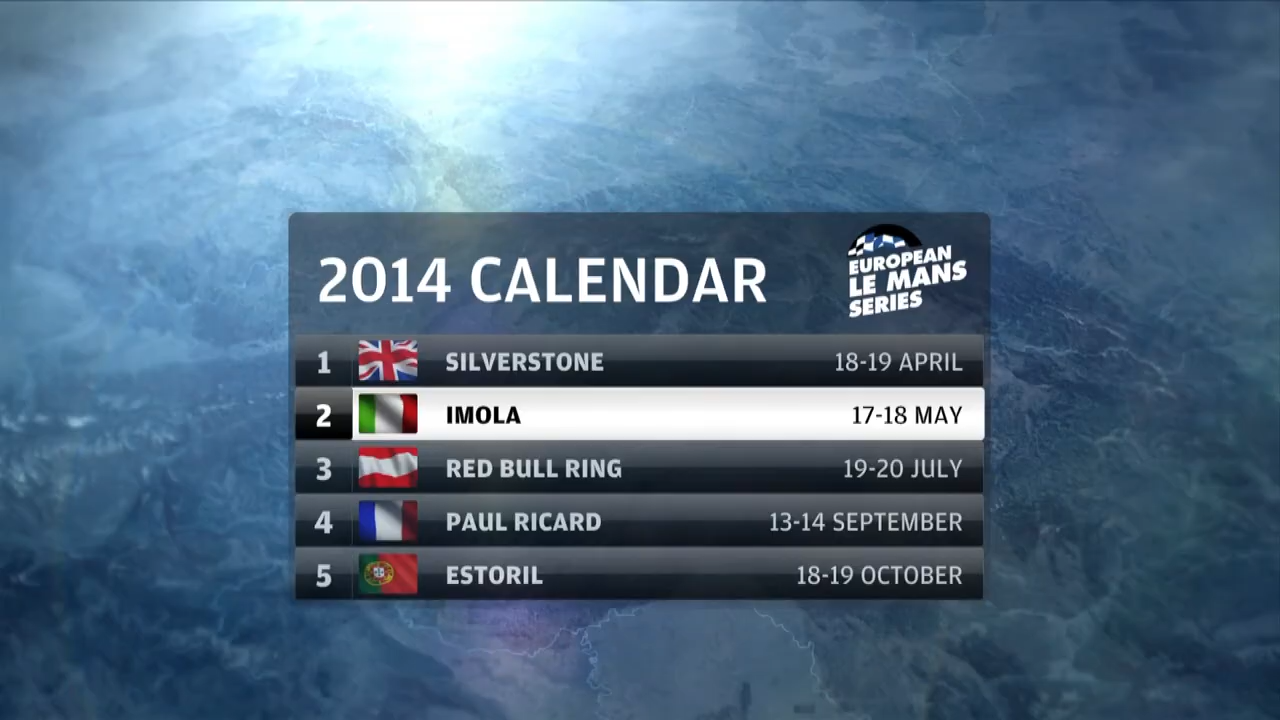 2014 CALENDAR
EUROPEAN
LE MANS
SERIES
1 SILVERSTONE 18-19 APRIL
2 IMOLA 17-18 MAY
3 RED BULL RING 19-20 JULY
4 PAUL RICARD 13-14 SEPTEMBER
5 ESTORIL 18-19 OCTOBER